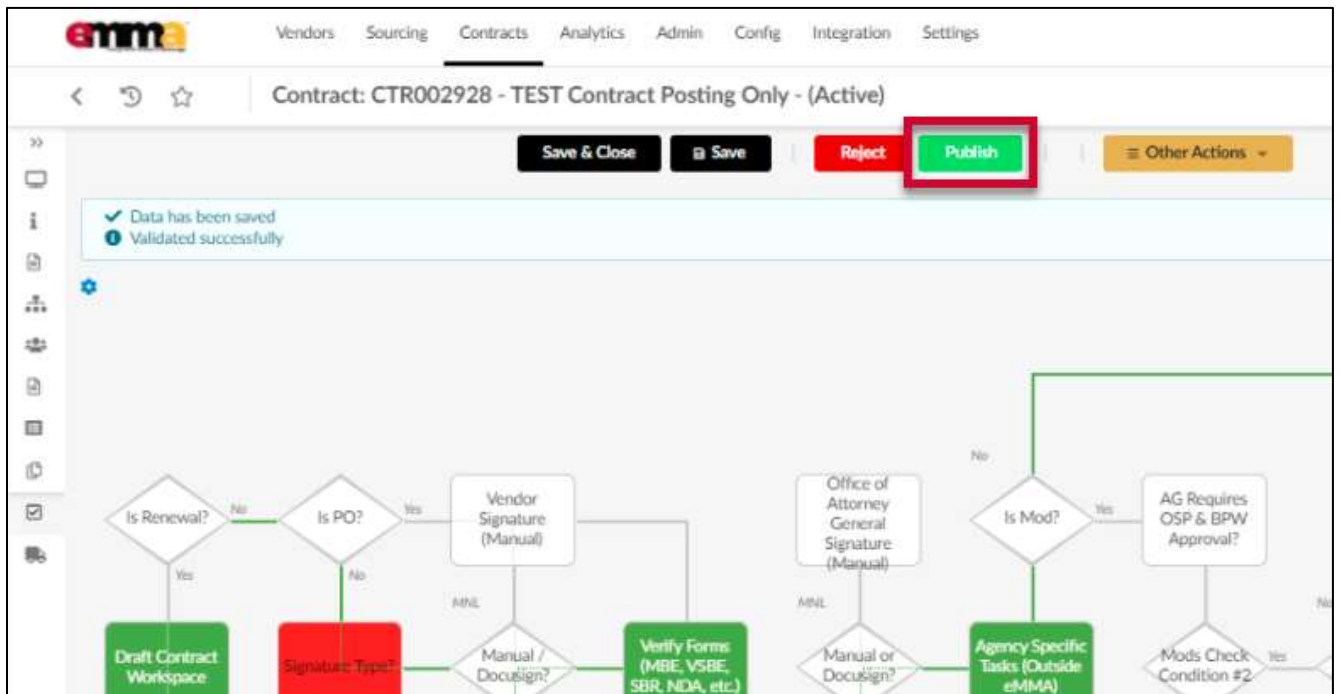 emma
Vendors Sourcing Contracts Analytics Admin Config Integration Settings
Contract: CTR002928 - TEST Contract Posting Only - (Active)
Save & Close Save Reject Publish Other Actions
Data has been saved
Validated successfully
No
Is Renewal? No Is PO? Yes
Vendor
Signature
(Manual)
Office of
Attorney
General
Signature
(Manual)
Is Mod? Yes
AG Requires
OSP & BPW
Approval?
Yes No MNL MNL No
Draft Contract
Workspace
Signature Type?
Manual /
Docusign?
Verify Forms
(MBE, VSBE,
SBR, NDA, etc.)
Manual or
Docusign?
Agency Specific
Tasks (Outside
eMMA)
Mods Check
Condition #2
Yes